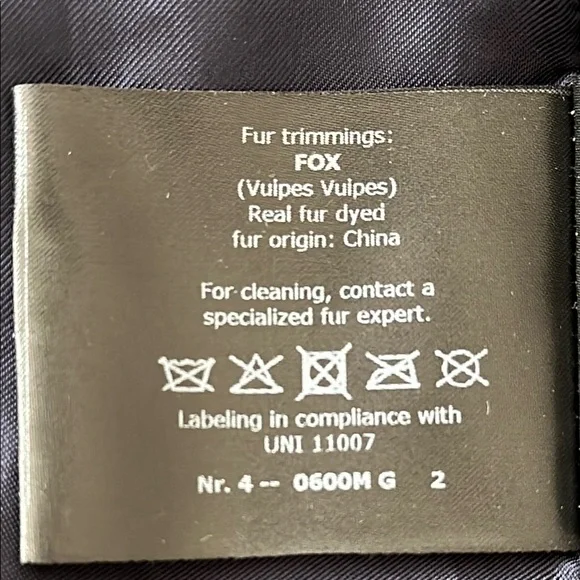 Fur trimmings:
FOX
(Vulpes Vulpes)
Real fur dyed
fur origin: China
For cleaning, contact a
specialized fur expert.
Labeling in compliance with
UNI 11007
Nr. 4 -- 0600M G 2